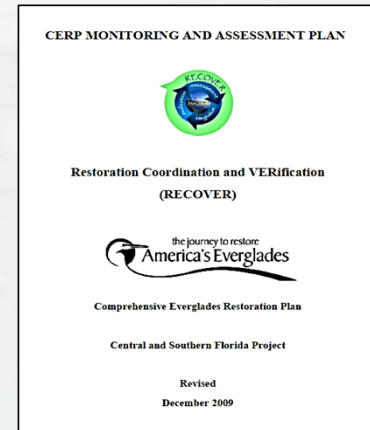 CERP MONITORING AND ASSESSMENT PLAN
RECOVER
Restoration Coordination and VERification
(RECOVER)
the journey to restore
America's Everglades
Comprehensive Everglades Restoration Plan
Central and Southern Florida Project
Revised
December 2009